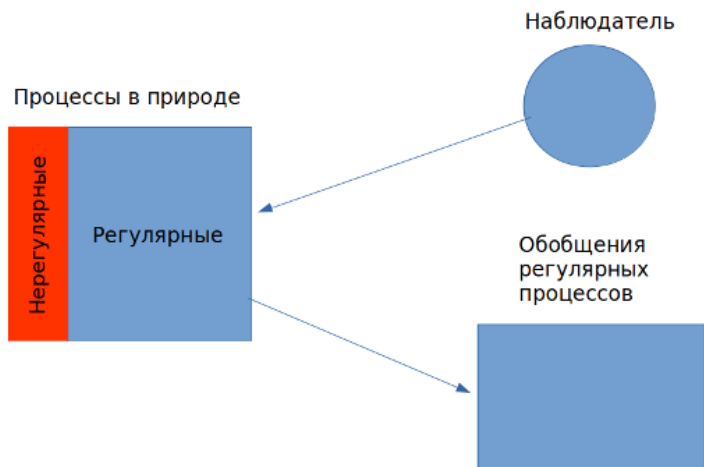 Наблюдатель
Процессы в природе
Нерегулярные
Регулярные
Обобщения
регулярных
процессов